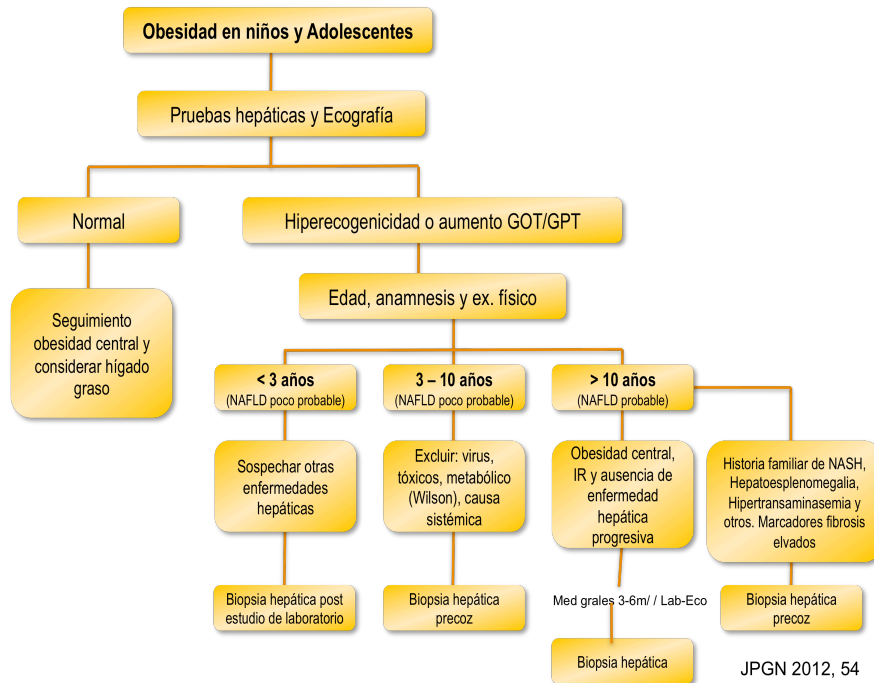 Obesidad en niños y Adolescentes
Pruebas hepáticas y Ecografía
Normal
Hiperecogenicidad o aumento GOT/GPT
Seguimiento
obesidad central y
considerar hígado
graso
Edad, anamnesis y ex. físico
< 3 años
(NAFLD poco probable)
3 – 10 años
(NAFLD poco probable)
> 10 años
(NAFLD probable)
Sospechar otras
enfermedades
hepáticas
Excluir: virus,
tóxicos, metabólico
(Wilson), causa
sistémica
Obesidad central,
IR y ausencia de
enfermedad
hepática
progresiva
Historia familiar de NASH,
Hepatoesplenomegalia,
Hipertransaminasemia y
otros. Marcadores fibrosis
elvados
Biopsia hepática post
estudio de laboratorio
Biopsia hepática
precoz
Med grales 3-6m/ / Lab-Eco
Biopsia hepática
precoz
Biopsia hepática
JPGN 2012, 54